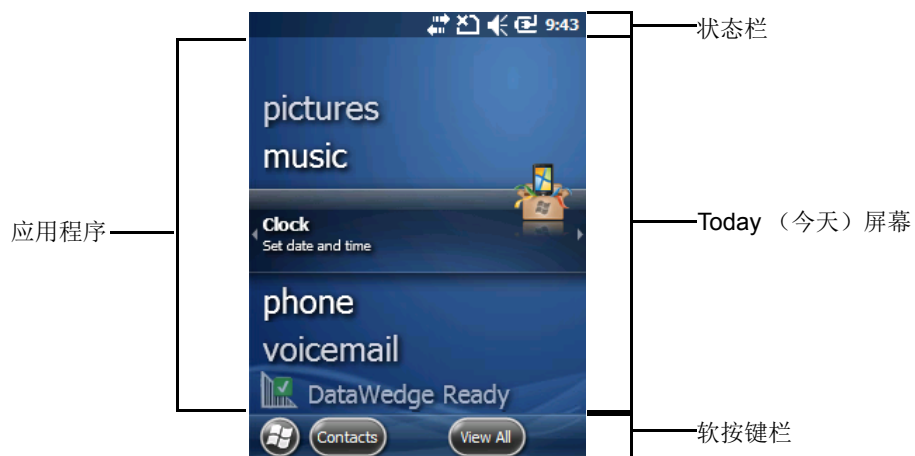 9:43
状态栏
pictures
music
应用程序
Clock
Set date and time
Today （今天）屏幕
phone
voicemail
DataWedge Ready
Contacts
View All
软按键栏